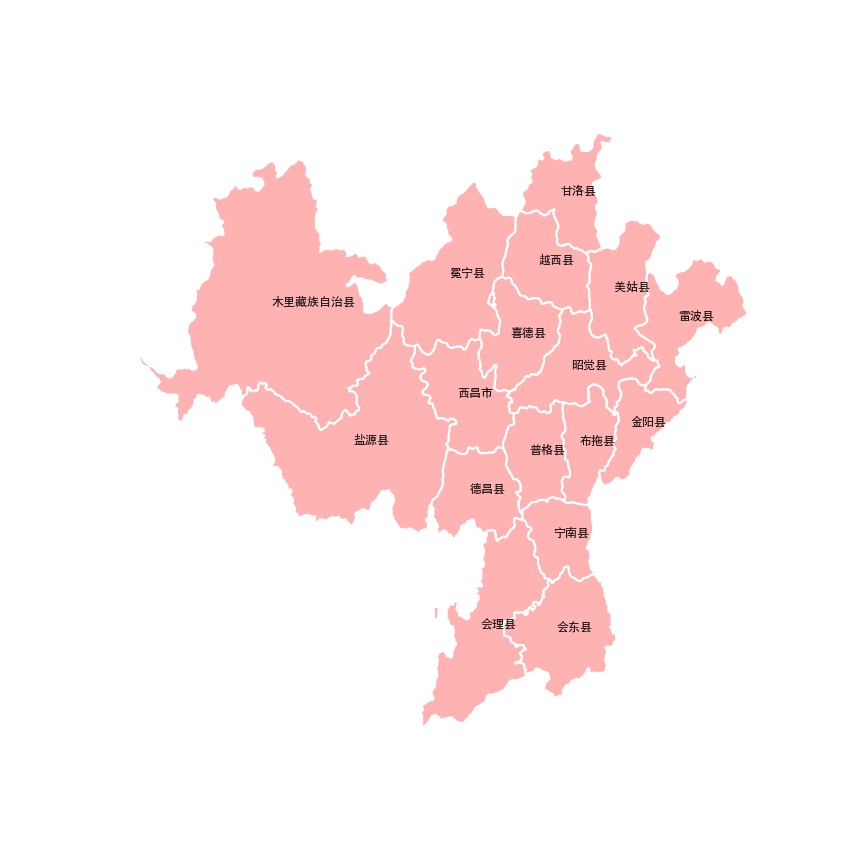 甘洛县
越西县
冕宁县
美姑县
木里藏族自治县
雷波县
喜德县
昭觉县
西昌市
金阳县
盐源县
布拖县
普格县
德昌县
宁南县
会理县
会东县